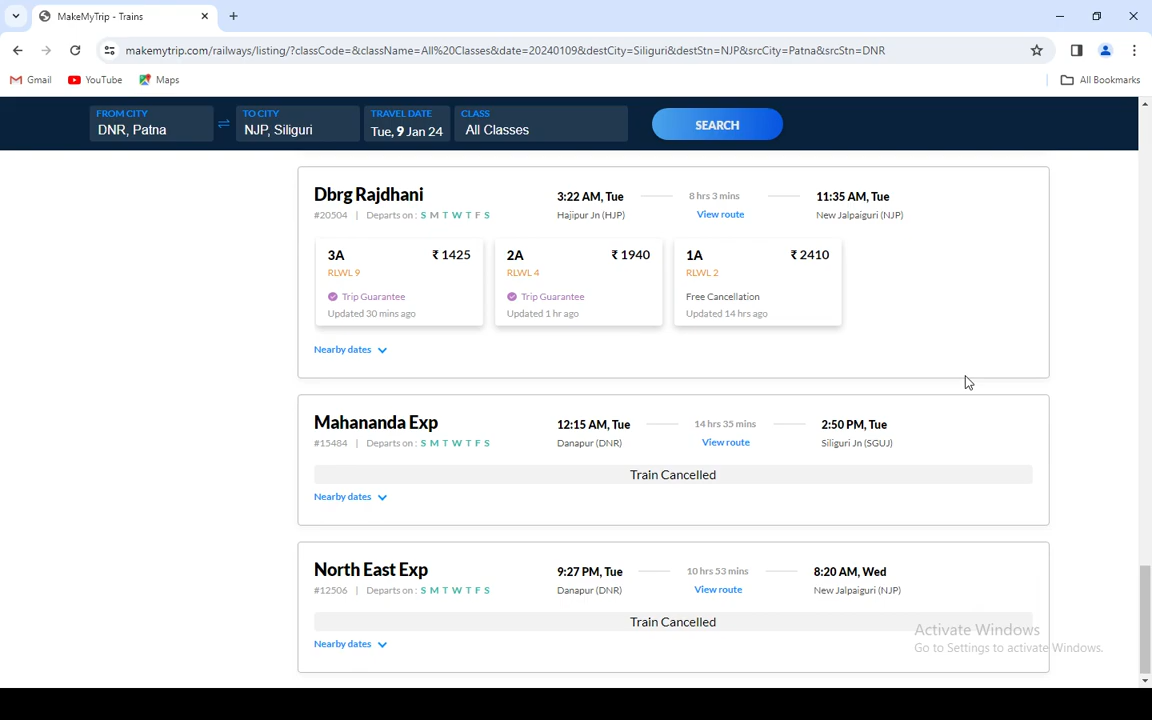 MakeMyTrip - Trains
makemytrip.com/railways/listing/?classCode=&className=All%20Classes&date=20240109&destCity=Siliguri&destStn=NJP&srcCity=Patna&srcStn=DNR
Gmail YouTube Maps All Bookmarks
FROM CITY TO CITY TRAVEL DATE CLASS
DNR, Patna NJP, Siliguri Tue, 9 Jan 24 All Classes SEARCH
Dbrg Rajdhani 3:22 AM, Tue 8 hrs 3 mins 11:35 AM, Tue
#20504 | Departs on : S M T W T F S Hajipur Jn (HJP) View route New Jalpaiguri (NJP)
3A ₹ 1425 2A ₹ 1940 1A ₹ 2410
RLWL 9 RLWL 4 RLWL 2
Trip Guarantee Trip Guarantee Free Cancellation
Updated 30 mins ago Updated 1 hr ago Updated 14 hrs ago
Nearby dates
Mahananda Exp 12:15 AM, Tue 14 hrs 35 mins 2:50 PM, Tue
#15484 | Departs on : S M T W T F S Danapur (DNR) View route Siliguri Jn (SGUJ)
Train Cancelled
Nearby dates
North East Exp 9:27 PM, Tue 10 hrs 53 mins 8:20 AM, Wed
#12506 | Departs on : S M T W T F S Danapur (DNR) View route New Jalpaiguri (NJP)
Train Cancelled
Nearby dates
Activate Windows
Go to Settings to activate Windows.